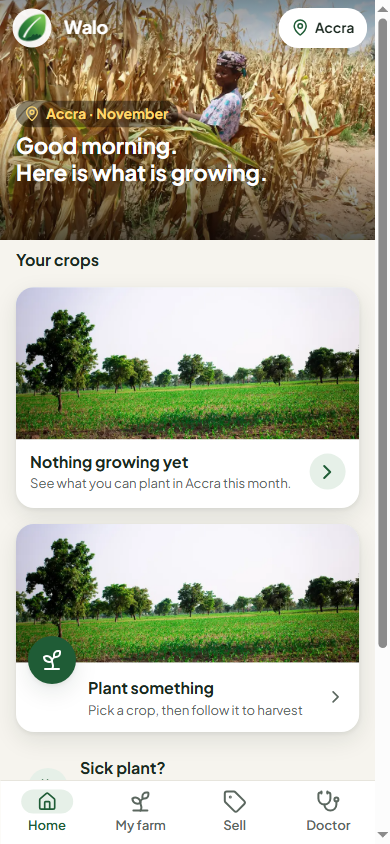 Walo
Accra
Accra · November
Good morning.
Here is what is growing.
Your crops
Nothing growing yet
See what you can plant in Accra this month.
Plant something
Pick a crop, then follow it to harvest
Sick plant?
Home
My farm
Sell
Doctor